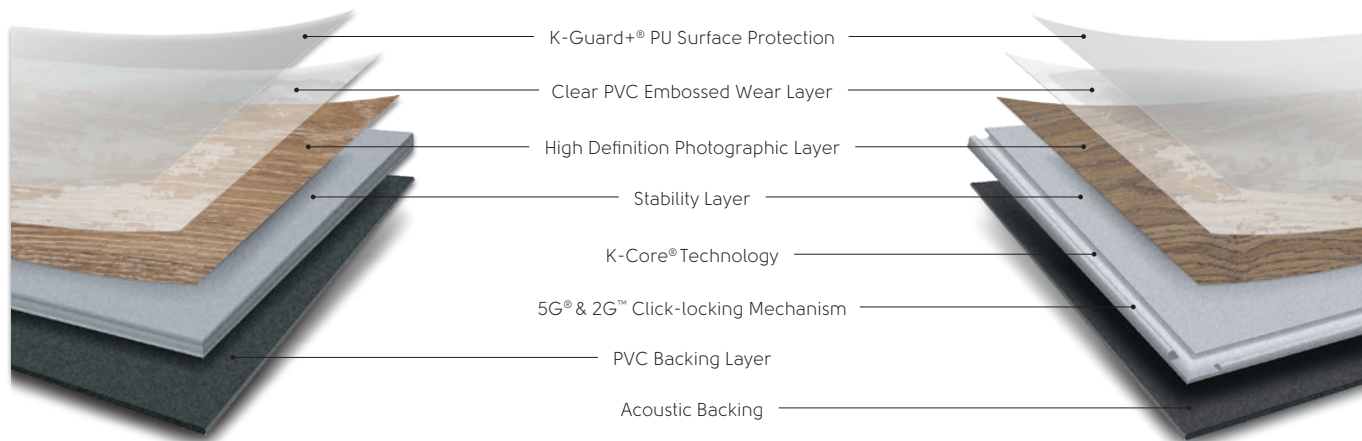 K-Guard+® PU Surface Protection
Clear PVC Embossed Wear Layer
High Definition Photographic Layer
Stability Layer
K-Core® Technology
5G® & 2G™ Click-locking Mechanism
PVC Backing Layer
Acoustic Backing